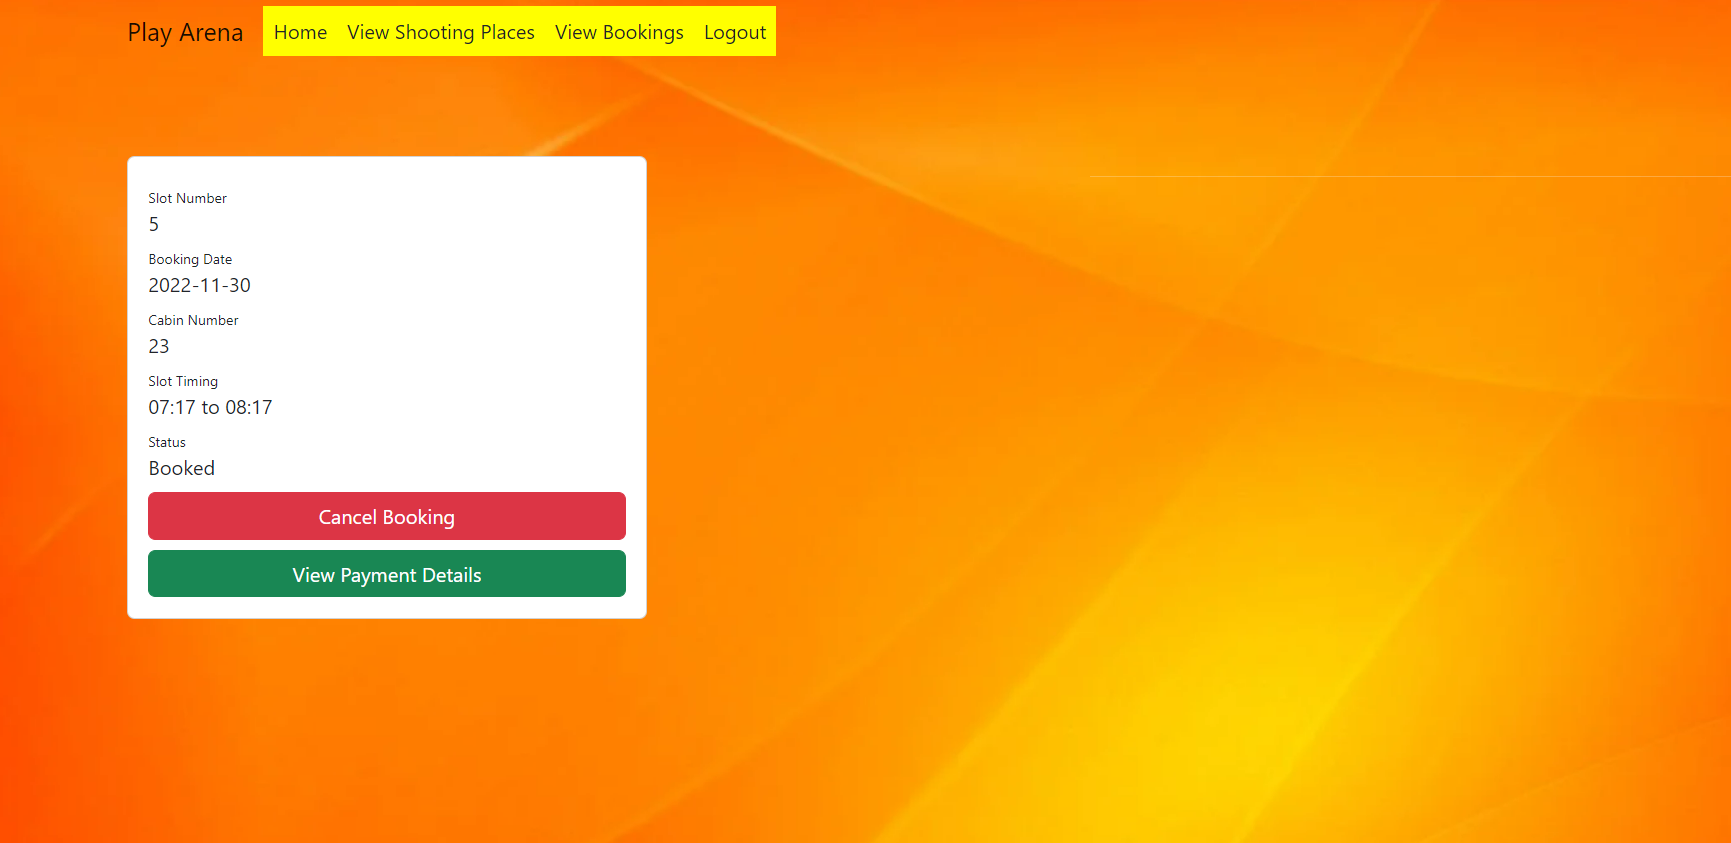 Play Arena Home View Shooting Places View Bookings Logout
Slot Number
5
Booking Date
2022-11-30
Cabin Number
23
Slot Timing
07:17 to 08:17
Status
Booked
Cancel Booking
View Payment Details